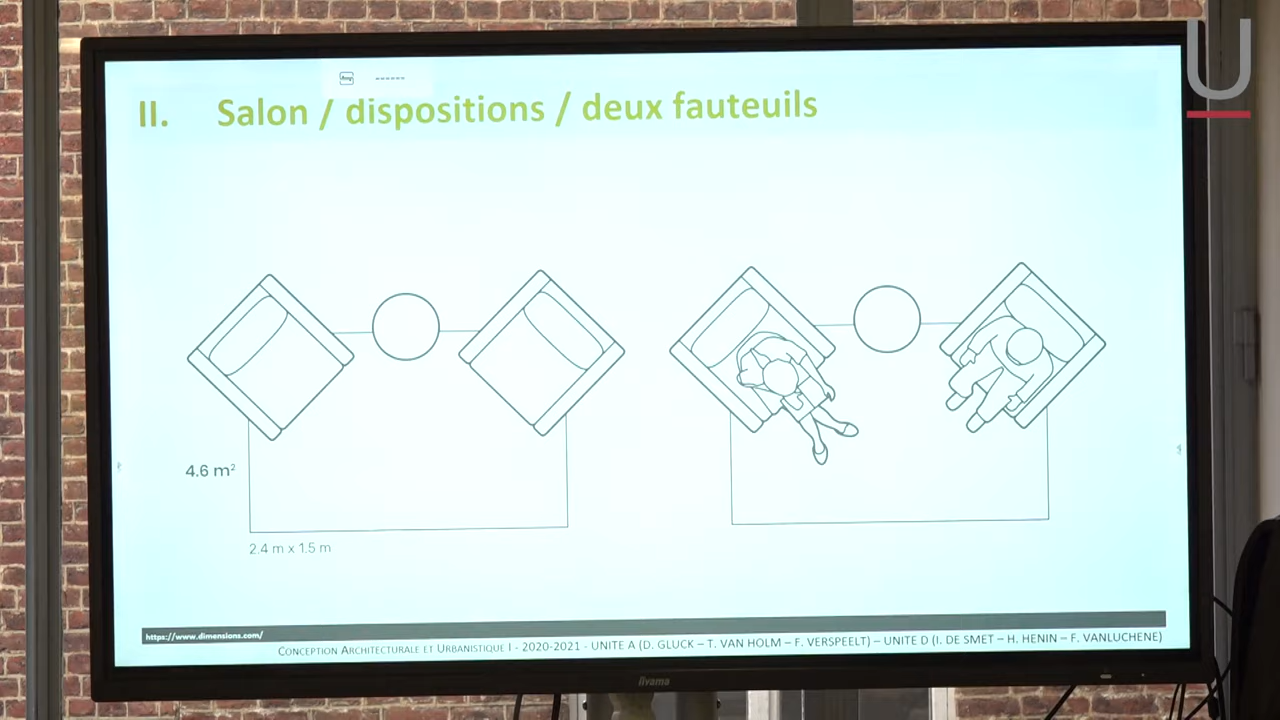 U
II. Salon / dispositions / deux fauteuils
4.6 m²
2.4 m x 1.5 m
https://www.dimensions.com/
CONCEPTION ARCHITECTURALE ET URBANISTIQUE I - 2020-2021 - UNITE A (D. GLUCK – T. VAN HOLM – F. VERSPEELT) – UNITE D (I. DE SMET – H. HENIN – F. VANLUCHENE)
iiyama